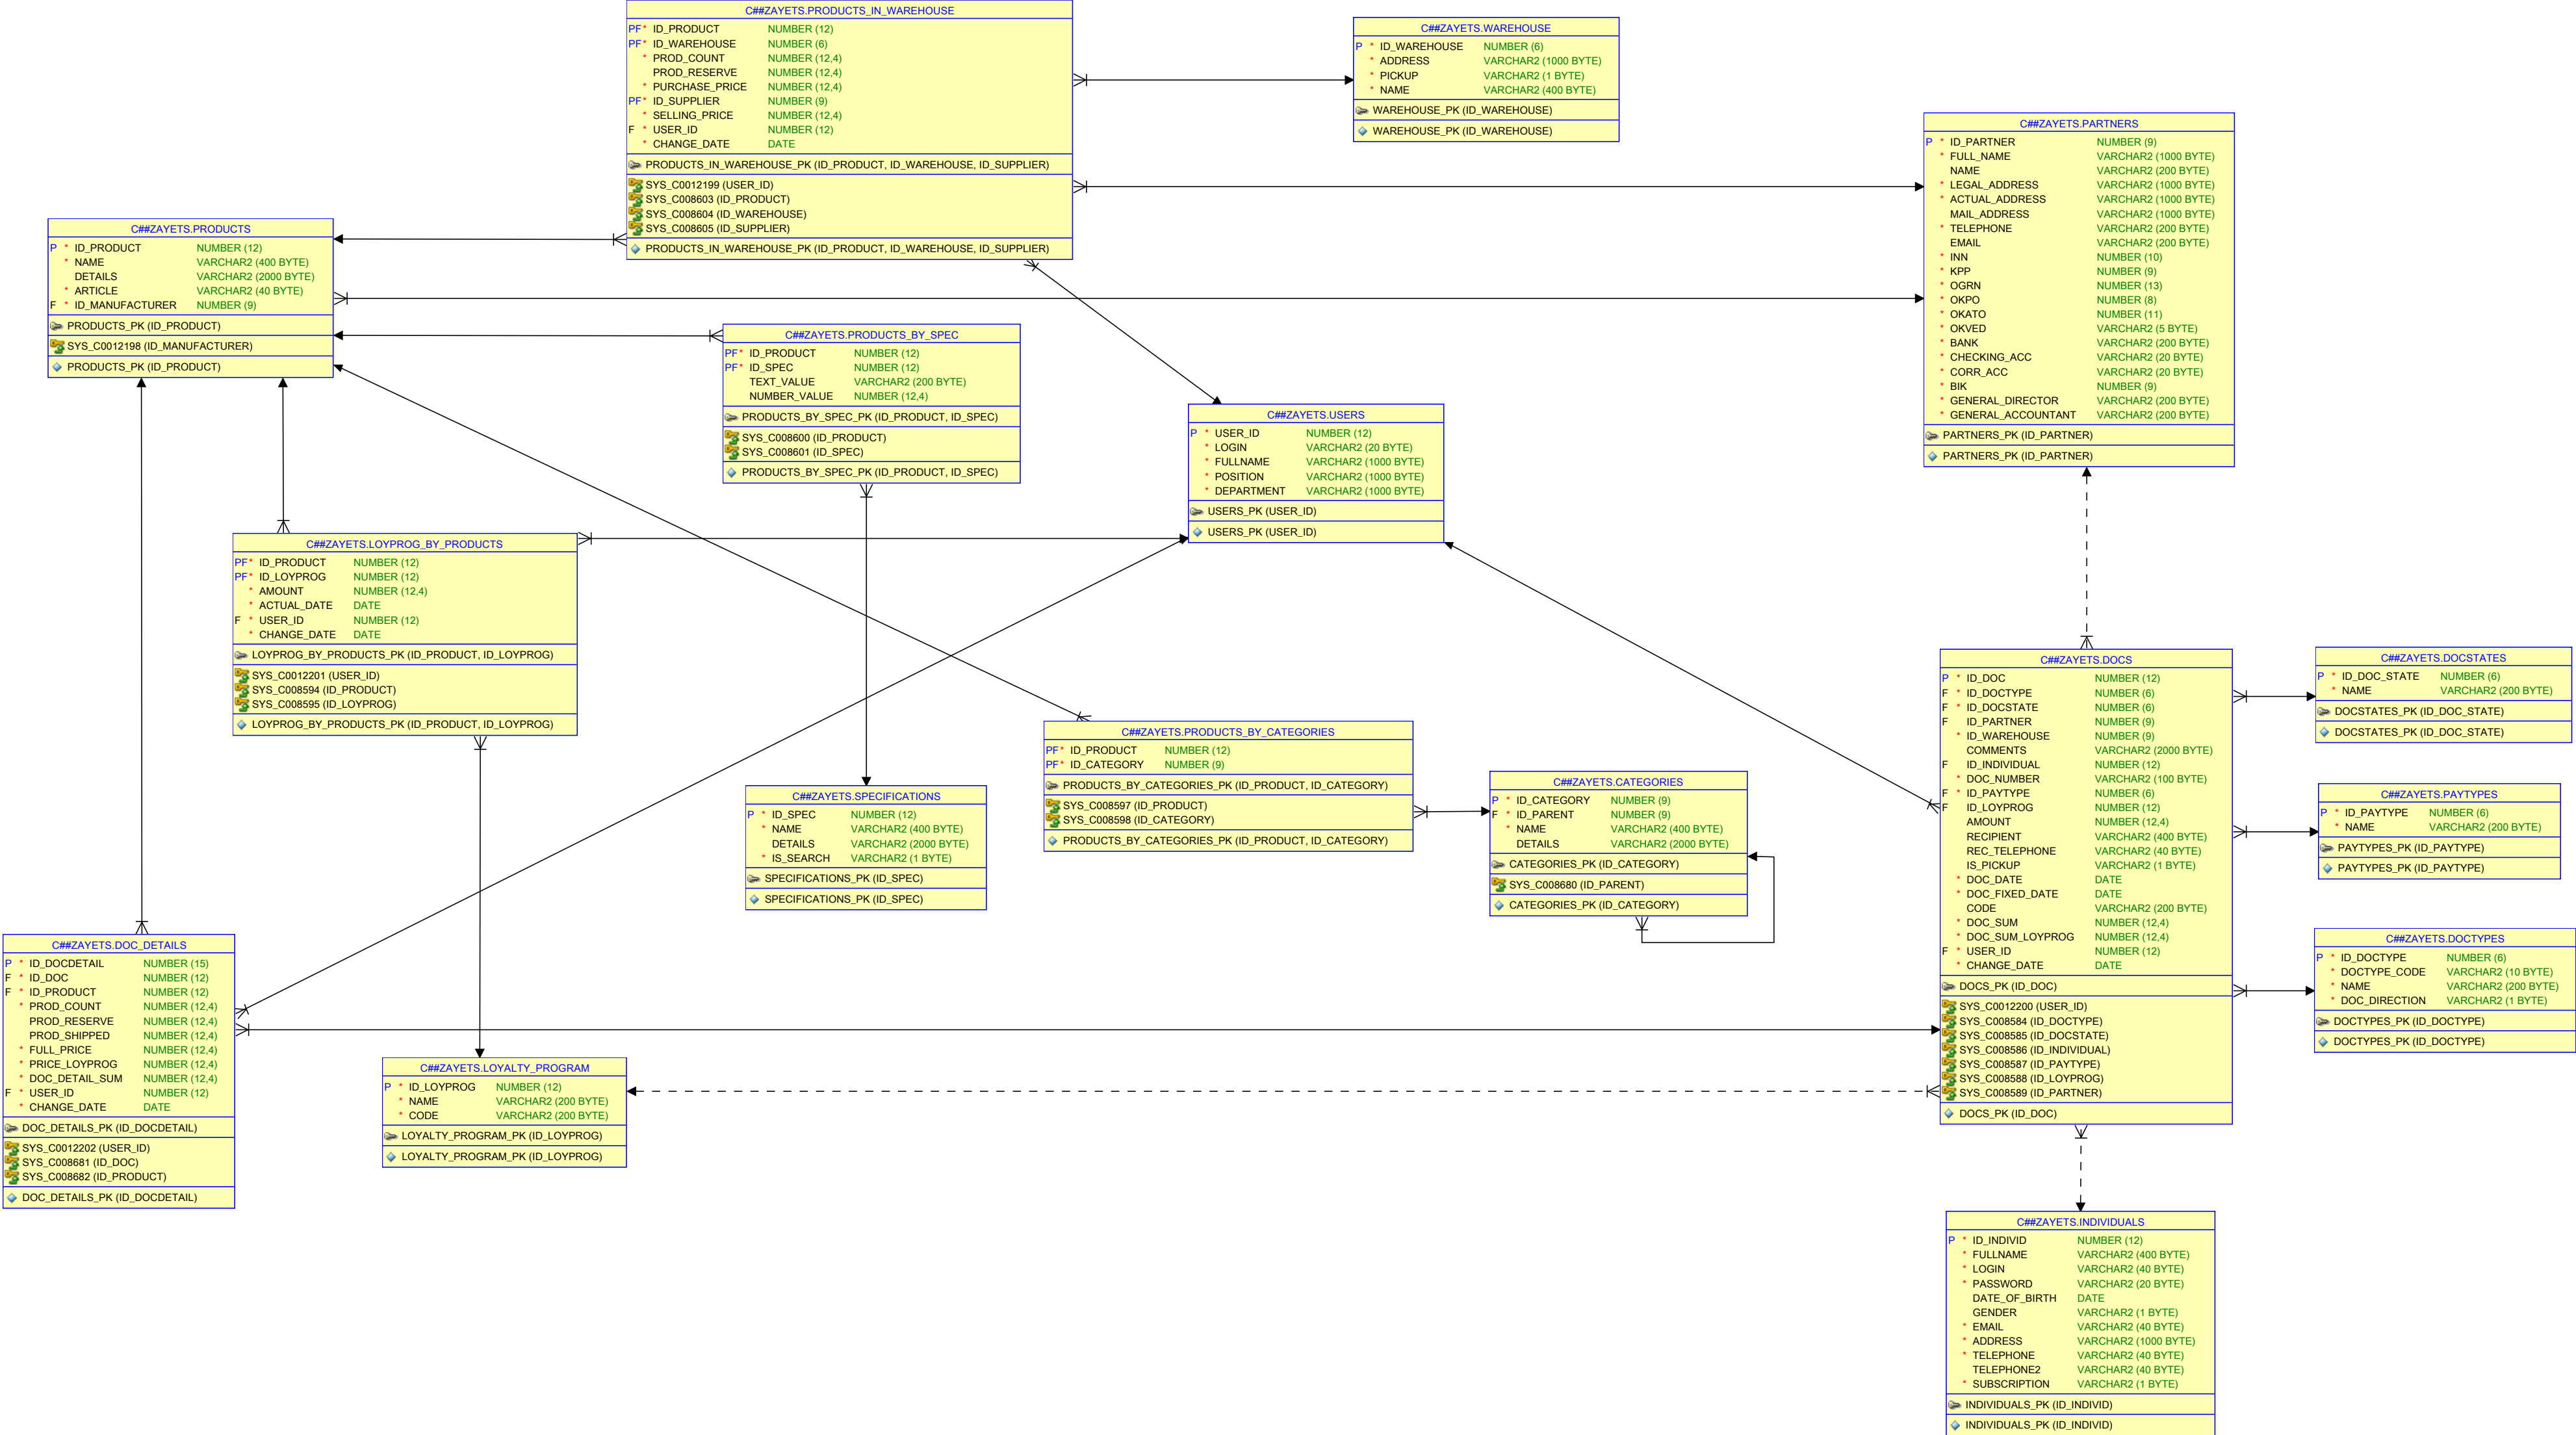 C##ZAYETS.PRODUCTS_IN_WAREHOUSE
PF* ID_PRODUCT NUMBER (12)
PF* ID_WAREHOUSE NUMBER (6)
* PROD_COUNT NUMBER (12,4)
PROD_RESERVE NUMBER (12,4)
* PURCHASE_PRICE NUMBER (12,4)
PF* ID_SUPPLIER NUMBER (9)
* SELLING_PRICE NUMBER (12,4)
F * USER_ID NUMBER (12)
* CHANGE_DATE DATE
PRODUCTS_IN_WAREHOUSE_PK (ID_PRODUCT, ID_WAREHOUSE, ID_SUPPLIER)
SYS_C0012199 (USER_ID)
SYS_C008603 (ID_PRODUCT)
SYS_C008604 (ID_WAREHOUSE)
SYS_C008605 (ID_SUPPLIER)
PRODUCTS_IN_WAREHOUSE_PK (ID_PRODUCT, ID_WAREHOUSE, ID_SUPPLIER)
C##ZAYETS.WAREHOUSE
P * ID_WAREHOUSE NUMBER (6)
* ADDRESS VARCHAR2 (1000 BYTE)
* PICKUP VARCHAR2 (1 BYTE)
* NAME VARCHAR2 (400 BYTE)
WAREHOUSE_PK (ID_WAREHOUSE)
WAREHOUSE_PK (ID_WAREHOUSE)
C##ZAYETS.PARTNERS
P * ID_PARTNER NUMBER (9)
* FULL_NAME VARCHAR2 (1000 BYTE)
NAME VARCHAR2 (200 BYTE)
* LEGAL_ADDRESS VARCHAR2 (1000 BYTE)
* ACTUAL_ADDRESS VARCHAR2 (1000 BYTE)
MAIL_ADDRESS VARCHAR2 (1000 BYTE)
* TELEPHONE VARCHAR2 (200 BYTE)
EMAIL VARCHAR2 (200 BYTE)
* INN NUMBER (10)
* KPP NUMBER (9)
* OGRN NUMBER (13)
* OKPO NUMBER (8)
* OKATO NUMBER (11)
* OKVED VARCHAR2 (5 BYTE)
* BANK VARCHAR2 (200 BYTE)
* CHECKING_ACC VARCHAR2 (20 BYTE)
* CORR_ACC VARCHAR2 (20 BYTE)
* BIK NUMBER (9)
* GENERAL_DIRECTOR VARCHAR2 (200 BYTE)
* GENERAL_ACCOUNTANT VARCHAR2 (200 BYTE)
PARTNERS_PK (ID_PARTNER)
PARTNERS_PK (ID_PARTNER)
C##ZAYETS.PRODUCTS
P * ID_PRODUCT NUMBER (12)
* NAME VARCHAR2 (400 BYTE)
DETAILS VARCHAR2 (2000 BYTE)
* ARTICLE VARCHAR2 (40 BYTE)
F * ID_MANUFACTURER NUMBER (9)
PRODUCTS_PK (ID_PRODUCT)
SYS_C0012198 (ID_MANUFACTURER)
PRODUCTS_PK (ID_PRODUCT)
C##ZAYETS.PRODUCTS_BY_SPEC
PF* ID_PRODUCT NUMBER (12)
PF* ID_SPEC NUMBER (12)
TEXT_VALUE VARCHAR2 (200 BYTE)
NUMBER_VALUE NUMBER (12,4)
PRODUCTS_BY_SPEC_PK (ID_PRODUCT, ID_SPEC)
SYS_C008600 (ID_PRODUCT)
SYS_C008601 (ID_SPEC)
PRODUCTS_BY_SPEC_PK (ID_PRODUCT, ID_SPEC)
C##ZAYETS.USERS
P * USER_ID NUMBER (12)
* LOGIN VARCHAR2 (20 BYTE)
* FULLNAME VARCHAR2 (1000 BYTE)
* POSITION VARCHAR2 (1000 BYTE)
* DEPARTMENT VARCHAR2 (1000 BYTE)
USERS_PK (USER_ID)
USERS_PK (USER_ID)
C##ZAYETS.LOYPROG_BY_PRODUCTS
PF* ID_PRODUCT NUMBER (12)
PF* ID_LOYPROG NUMBER (12)
* AMOUNT NUMBER (12,4)
* ACTUAL_DATE DATE
F * USER_ID NUMBER (12)
* CHANGE_DATE DATE
LOYPROG_BY_PRODUCTS_PK (ID_PRODUCT, ID_LOYPROG)
SYS_C0012201 (USER_ID)
SYS_C008594 (ID_PRODUCT)
SYS_C008595 (ID_LOYPROG)
LOYPROG_BY_PRODUCTS_PK (ID_PRODUCT, ID_LOYPROG)
C##ZAYETS.DOCS
P * ID_DOC NUMBER (12)
F * ID_DOCTYPE NUMBER (6)
F * ID_DOCSTATE NUMBER (6)
F ID_PARTNER NUMBER (9)
* ID_WAREHOUSE NUMBER (9)
COMMENTS VARCHAR2 (2000 BYTE)
F ID_INDIVIDUAL NUMBER (12)
* DOC_NUMBER VARCHAR2 (100 BYTE)
F * ID_PAYTYPE NUMBER (6)
F ID_LOYPROG NUMBER (12)
AMOUNT NUMBER (12,4)
RECIPIENT VARCHAR2 (400 BYTE)
REC_TELEPHONE VARCHAR2 (40 BYTE)
IS_PICKUP VARCHAR2 (1 BYTE)
* DOC_DATE DATE
* DOC_FIXED_DATE DATE
CODE VARCHAR2 (200 BYTE)
* DOC_SUM NUMBER (12,4)
* DOC_SUM_LOYPROG NUMBER (12,4)
F * USER_ID NUMBER (12)
* CHANGE_DATE DATE
DOCS_PK (ID_DOC)
SYS_C0012200 (USER_ID)
SYS_C008584 (ID_DOCTYPE)
SYS_C008585 (ID_DOCSTATE)
SYS_C008586 (ID_INDIVIDUAL)
SYS_C008587 (ID_PAYTYPE)
SYS_C008588 (ID_LOYPROG)
SYS_C008589 (ID_PARTNER)
DOCS_PK (ID_DOC)
C##ZAYETS.DOCSTATES
P * ID_DOC_STATE NUMBER (6)
* NAME VARCHAR2 (200 BYTE)
DOCSTATES_PK (ID_DOC_STATE)
DOCSTATES_PK (ID_DOC_STATE)
C##ZAYETS.PAYTYPES
P * ID_PAYTYPE NUMBER (6)
* NAME VARCHAR2 (200 BYTE)
PAYTYPES_PK (ID_PAYTYPE)
PAYTYPES_PK (ID_PAYTYPE)
C##ZAYETS.DOCTYPES
P * ID_DOCTYPE NUMBER (6)
* DOCTYPE_CODE VARCHAR2 (10 BYTE)
* NAME VARCHAR2 (200 BYTE)
* DOC_DIRECTION VARCHAR2 (1 BYTE)
DOCTYPES_PK (ID_DOCTYPE)
DOCTYPES_PK (ID_DOCTYPE)
C##ZAYETS.PRODUCTS_BY_CATEGORIES
PF* ID_PRODUCT NUMBER (12)
PF* ID_CATEGORY NUMBER (9)
PRODUCTS_BY_CATEGORIES_PK (ID_PRODUCT, ID_CATEGORY)
SYS_C008597 (ID_PRODUCT)
SYS_C008598 (ID_CATEGORY)
PRODUCTS_BY_CATEGORIES_PK (ID_PRODUCT, ID_CATEGORY)
C##ZAYETS.CATEGORIES
P * ID_CATEGORY NUMBER (9)
F * ID_PARENT NUMBER (9)
* NAME VARCHAR2 (400 BYTE)
DETAILS VARCHAR2 (2000 BYTE)
CATEGORIES_PK (ID_CATEGORY)
SYS_C008680 (ID_PARENT)
CATEGORIES_PK (ID_CATEGORY)
C##ZAYETS.SPECIFICATIONS
P * ID_SPEC NUMBER (12)
* NAME VARCHAR2 (400 BYTE)
DETAILS VARCHAR2 (2000 BYTE)
* IS_SEARCH VARCHAR2 (1 BYTE)
SPECIFICATIONS_PK (ID_SPEC)
SPECIFICATIONS_PK (ID_SPEC)
C##ZAYETS.DOC_DETAILS
P * ID_DOCDETAIL NUMBER (15)
F * ID_DOC NUMBER (12)
F * ID_PRODUCT NUMBER (12)
* PROD_COUNT NUMBER (12,4)
PROD_RESERVE NUMBER (12,4)
PROD_SHIPPED NUMBER (12,4)
* FULL_PRICE NUMBER (12,4)
* PRICE_LOYPROG NUMBER (12,4)
* DOC_DETAIL_SUM NUMBER (12,4)
F * USER_ID NUMBER (12)
* CHANGE_DATE DATE
DOC_DETAILS_PK (ID_DOCDETAIL)
SYS_C0012202 (USER_ID)
SYS_C008681 (ID_DOC)
SYS_C008682 (ID_PRODUCT)
DOC_DETAILS_PK (ID_DOCDETAIL)
C##ZAYETS.LOYALTY_PROGRAM
P * ID_LOYPROG NUMBER (12)
* NAME VARCHAR2 (200 BYTE)
* CODE VARCHAR2 (200 BYTE)
LOYALTY_PROGRAM_PK (ID_LOYPROG)
LOYALTY_PROGRAM_PK (ID_LOYPROG)
C##ZAYETS.INDIVIDUALS
P * ID_INDIVID NUMBER (12)
* FULLNAME VARCHAR2 (400 BYTE)
* LOGIN VARCHAR2 (40 BYTE)
* PASSWORD VARCHAR2 (20 BYTE)
DATE_OF_BIRTH DATE
GENDER VARCHAR2 (1 BYTE)
* EMAIL VARCHAR2 (40 BYTE)
* ADDRESS VARCHAR2 (1000 BYTE)
* TELEPHONE VARCHAR2 (40 BYTE)
TELEPHONE2 VARCHAR2 (40 BYTE)
* SUBSCRIPTION VARCHAR2 (1 BYTE)
INDIVIDUALS_PK (ID_INDIVID)
INDIVIDUALS_PK (ID_INDIVID)